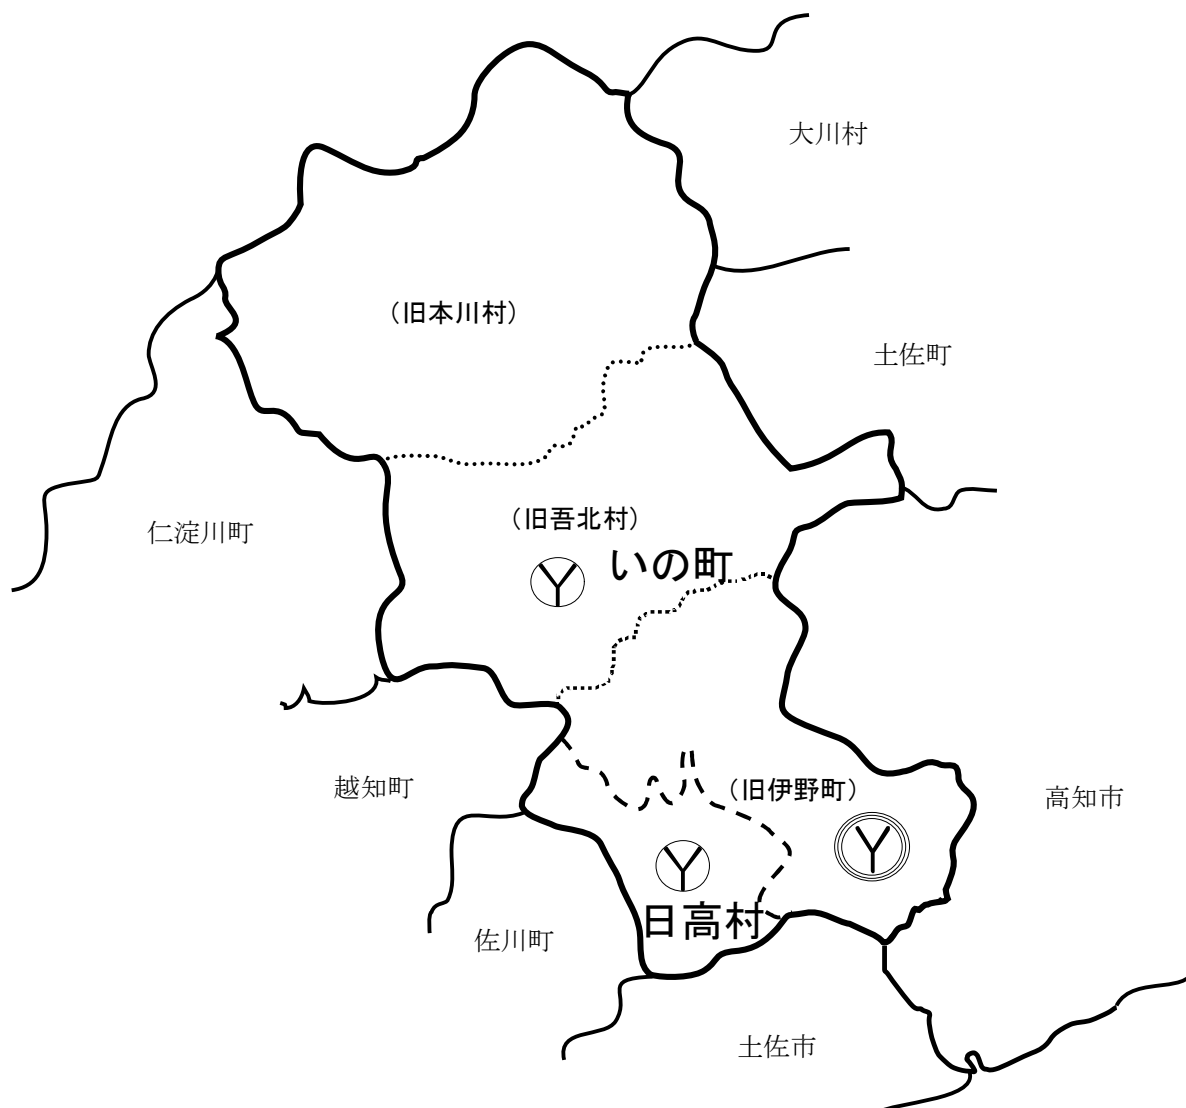 大川村
（旧本川村）
土佐町
（旧吾北村）
仁淀川町
いの町
越知町
（旧伊野町）
高知市
日高村
佐川町
土佐市